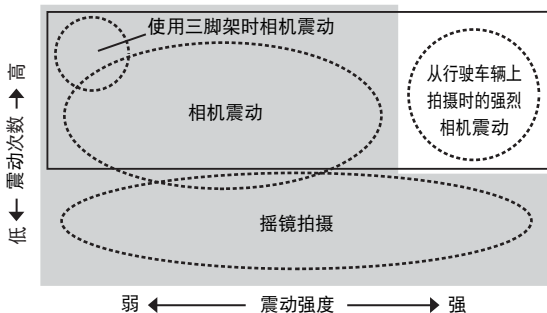 使用三脚架时相机震动
从行驶车辆上
拍摄时的强烈
相机震动
相机震动
摇镜拍摄
低 ← 震动次数 → 高
弱 ← 震动强度 → 强